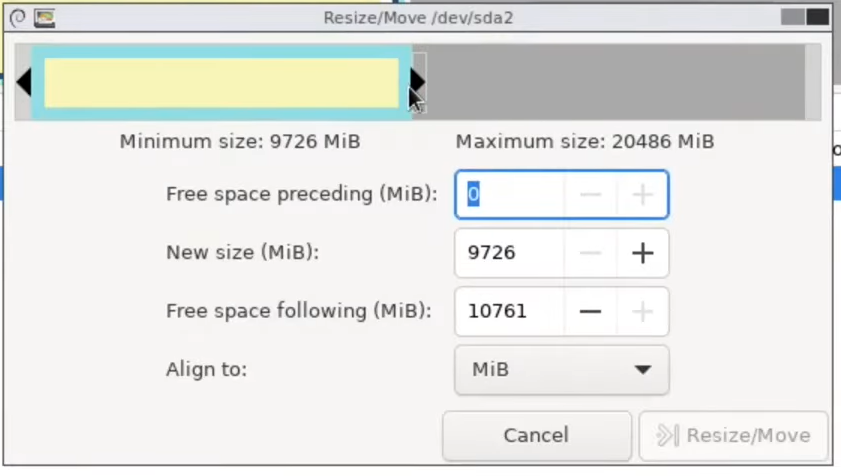 Resize/Move /dev/sda2
Minimum size: 9726 MiB Maximum size: 20486 MiB
Free space preceding (MiB): 0
New size (MiB): 9726
Free space following (MiB): 10761
Align to: MiB
Cancel Resize/Move